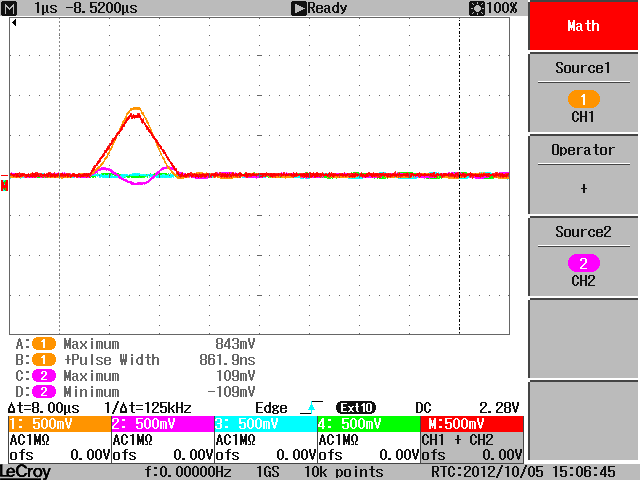 M 1µs -8.5200µs Ready 100%
Math
Source1
1
CH1
Operator
+
Source2
2
CH2
M
A: 1 Maximum 843mV
B: 1 +Pulse Width 861.9ns
C: 2 Maximum 109mV
D: 2 Minimum -109mV
Δt=8.00µs 1/Δt=125kHz Edge Ext10 DC 2.28V
1: 500mV 2: 500mV 3: 500mV 4: 500mV M:500mV
AC1MΩ AC1MΩ AC1MΩ AC1MΩ CH1 + CH2
ofs 0.00V ofs 0.00V ofs 0.00V ofs 0.00V ofs 0.00V
LeCroy f:0.00000Hz 1GS 10k points RTC:2012/10/05 15:06:45